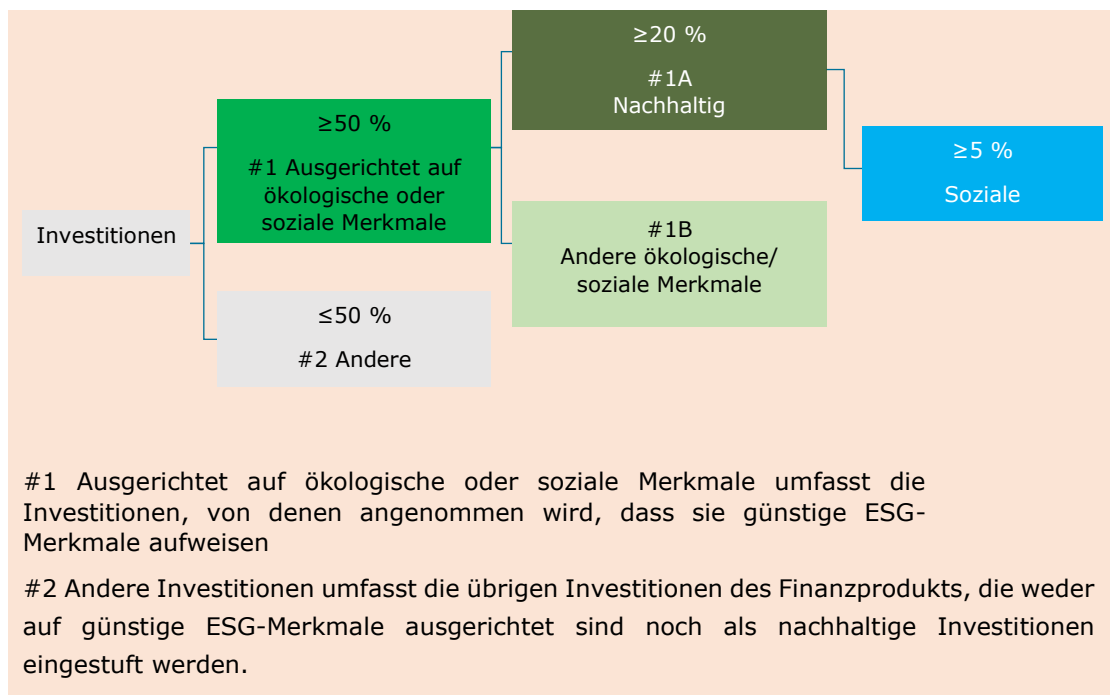 Investitionen
≥50 %
#1 Ausgerichtet auf
ökologische oder
soziale Merkmale
≤50 %
#2 Andere
≥20 %
#1A
Nachhaltig
#1B
Andere ökologische/
soziale Merkmale
≥5 %
Soziale
#1 Ausgerichtet auf ökologische oder soziale Merkmale umfasst die
Investitionen, von denen angenommen wird, dass sie günstige ESG-
Merkmale aufweisen
#2 Andere Investitionen umfasst die übrigen Investitionen des Finanzprodukts, die weder
auf günstige ESG-Merkmale ausgerichtet sind noch als nachhaltige Investitionen
eingestuft werden.